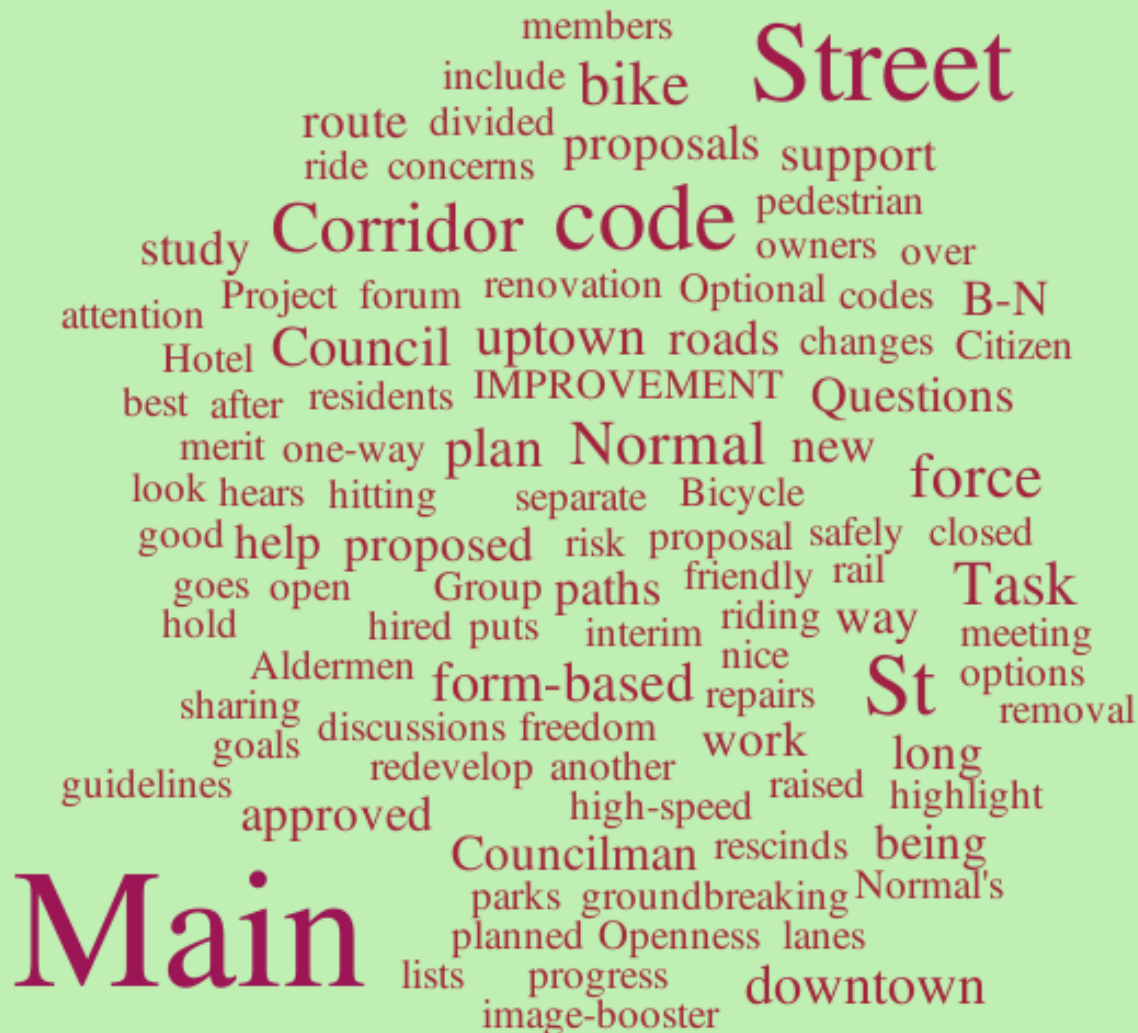 members
include bike Street
route divided
ride concerns proposals support
Corridor code pedestrian
study owners over
attention Project forum renovation Optional codes B-N
Hotel Council uptown roads changes Citizen
best after residents IMPROVEMENT Questions
merit one-way plan Normal new
look hears hitting separate Bicycle force
good help proposed risk proposal safely closed
goes open Group paths friendly rail Task
hold hired puts interim riding way meeting
Aldermen form-based nice St options
sharing repairs removal
goals discussions freedom work long
guidelines redevelop another raised highlight
approved high-speed
Councilman rescinds being
Main parks groundbreaking Normal's
planned Openness lanes
lists progress downtown
image-booster